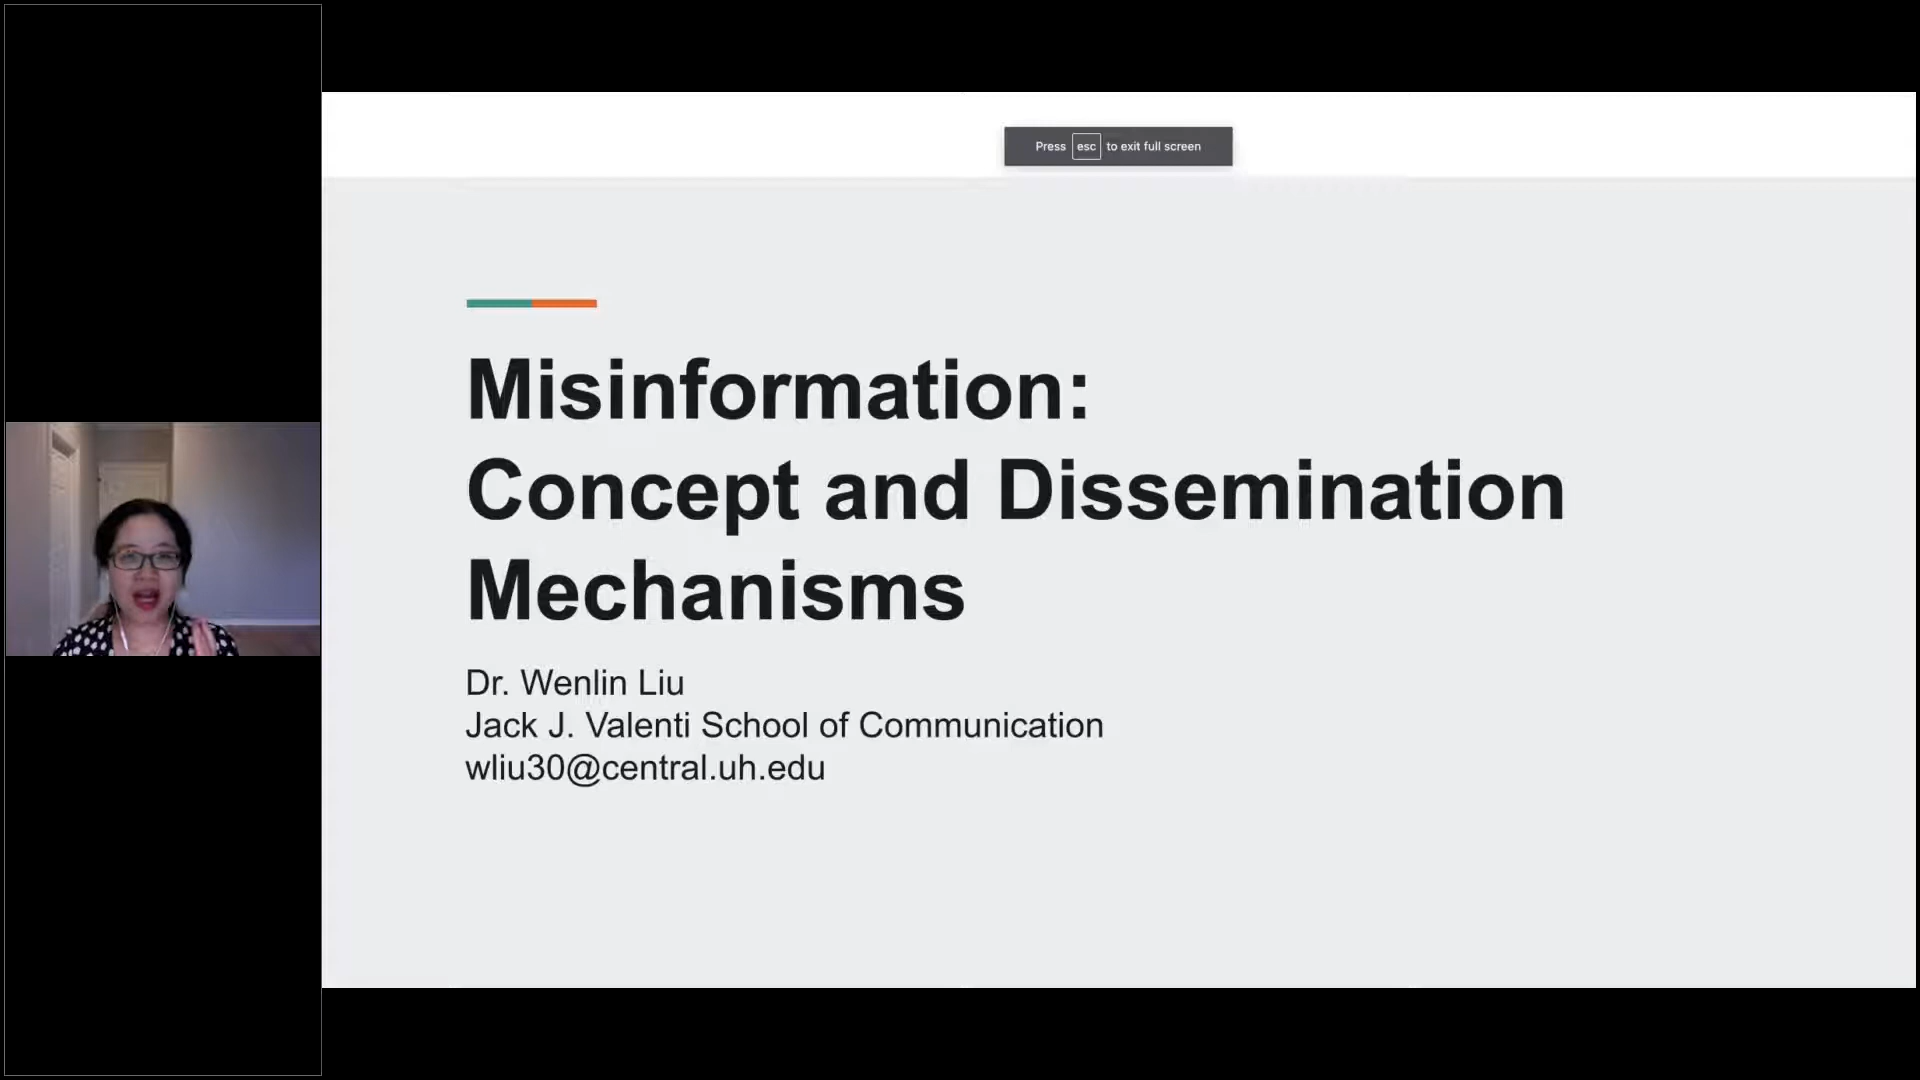 Press esc to exit full screen
Misinformation:
Concept and Dissemination
Mechanisms
Dr. Wenlin Liu
Jack J. Valenti School of Communication
wliu30@central.uh.edu